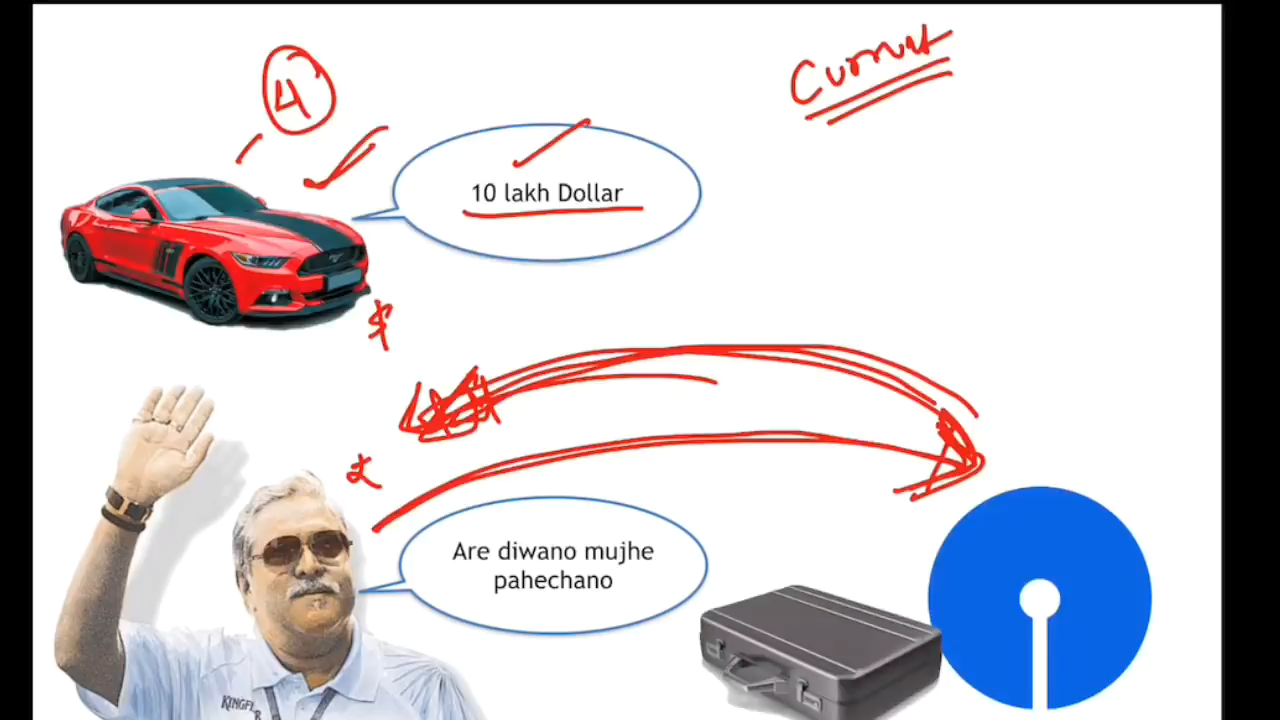 Current
4
10 lakh Dollar
$
₹
Are diwano mujhe
pahechano